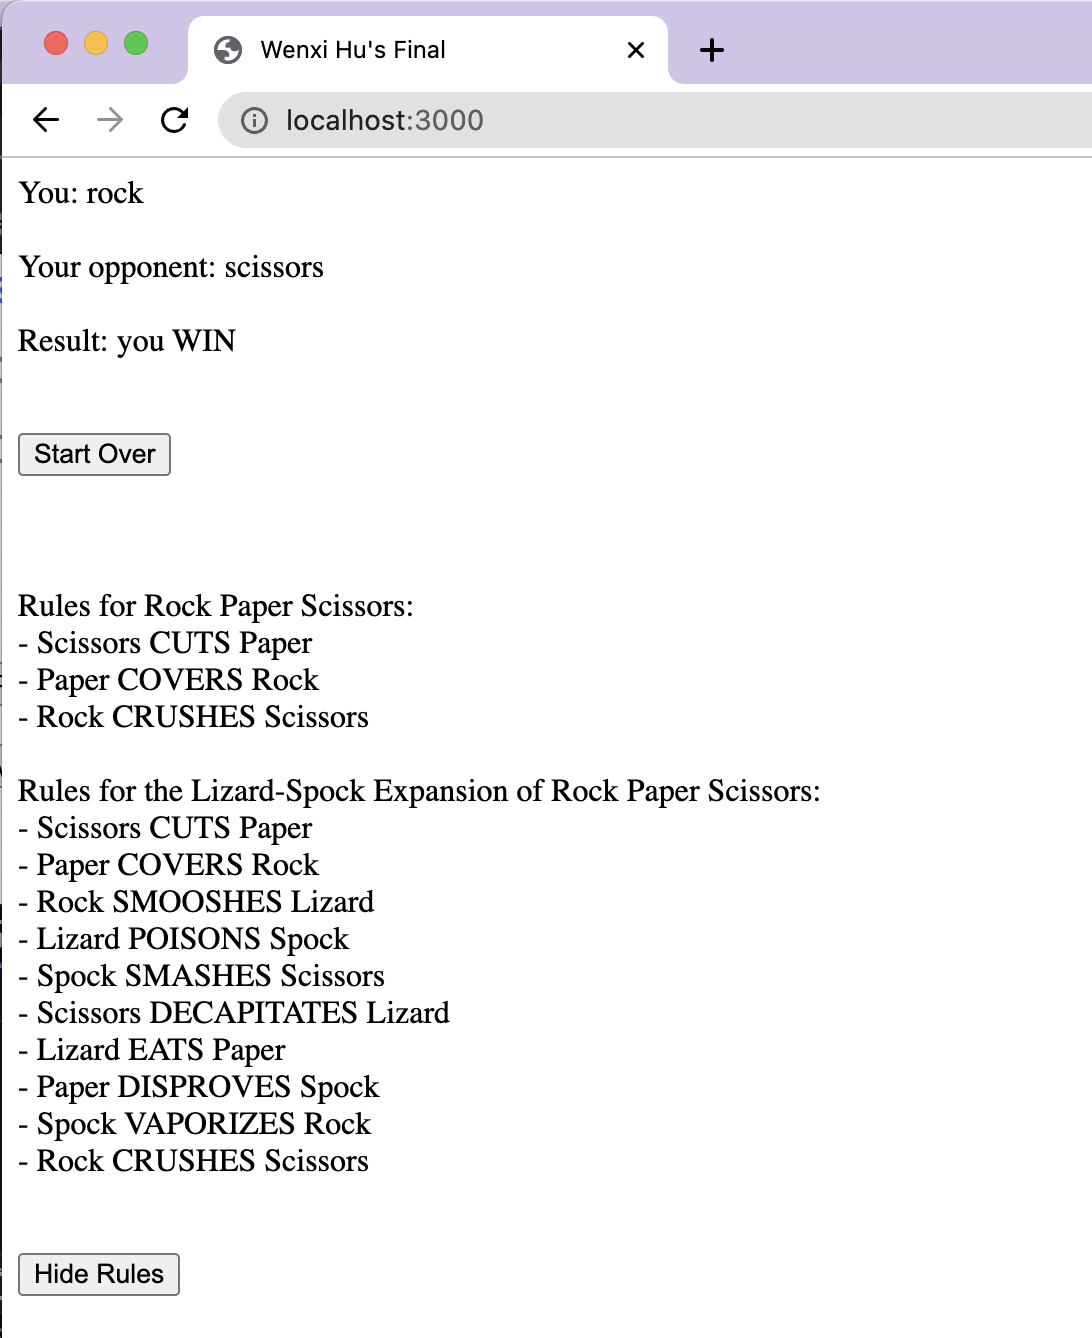 Wenxi Hu's Final
localhost:3000
You: rock
Your opponent: scissors
Result: you WIN
Start Over
Rules for Rock Paper Scissors:
- Scissors CUTS Paper
- Paper COVERS Rock
- Rock CRUSHES Scissors
Rules for the Lizard-Spock Expansion of Rock Paper Scissors:
- Scissors CUTS Paper
- Paper COVERS Rock
- Rock SMOOSHES Lizard
- Lizard POISONS Spock
- Spock SMASHES Scissors
- Scissors DECAPITATES Lizard
- Lizard EATS Paper
- Paper DISPROVES Spock
- Spock VAPORIZES Rock
- Rock CRUSHES Scissors
Hide Rules